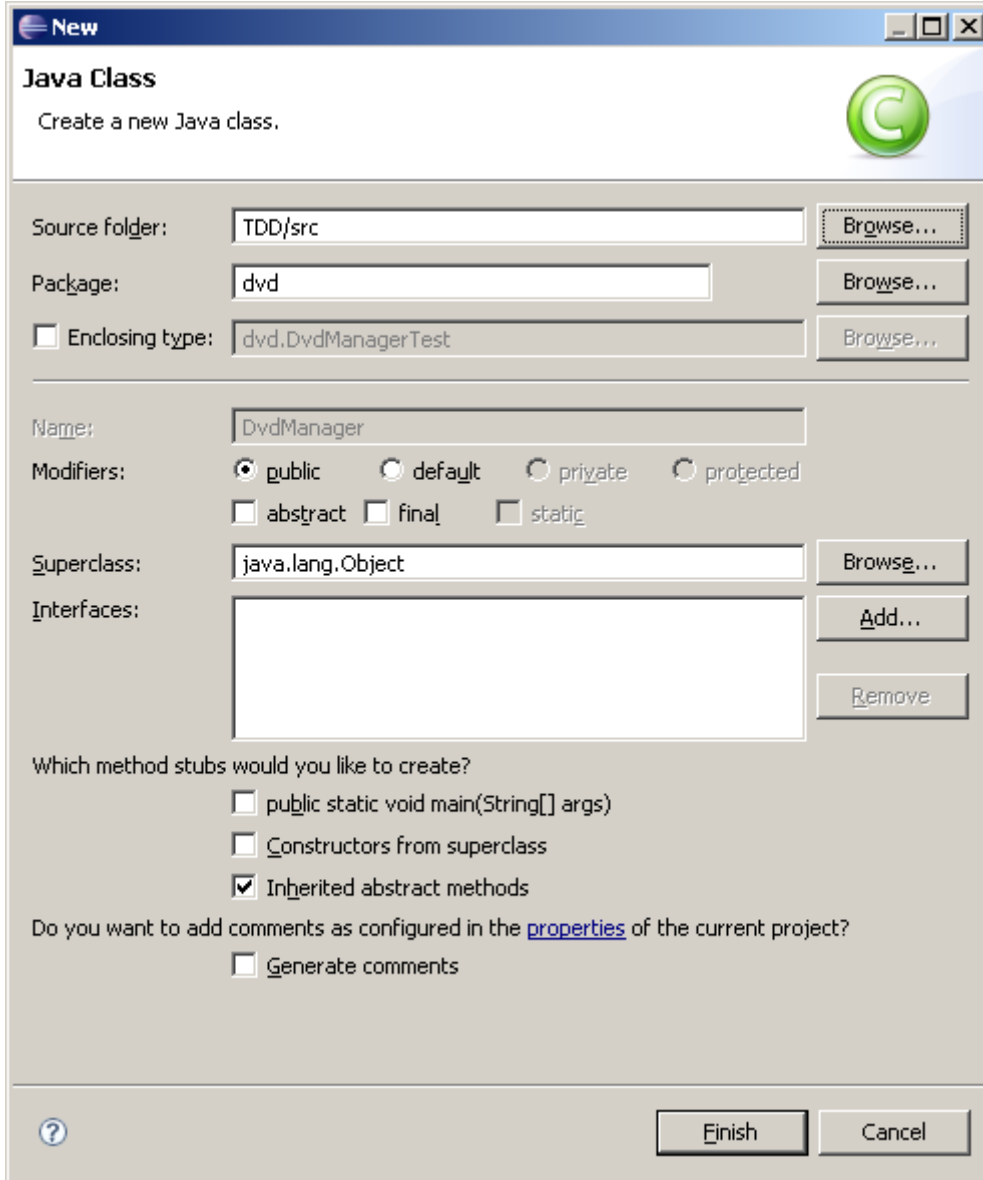 New
Java Class
Create a new Java class.
C
Source folder: TDD/src Browse...
Package: dvd Browse...
Enclosing type: dvd.DvdManagerTest Browse...
Name: DvdManager
Modifiers: public default private protected
abstract final static
Superclass: java.lang.Object Browse...
Interfaces: Add...
Remove
Which method stubs would you like to create?
public static void main(String[] args)
Constructors from superclass
Inherited abstract methods
Do you want to add comments as configured in the properties of the current project?
Generate comments
? Finish Cancel